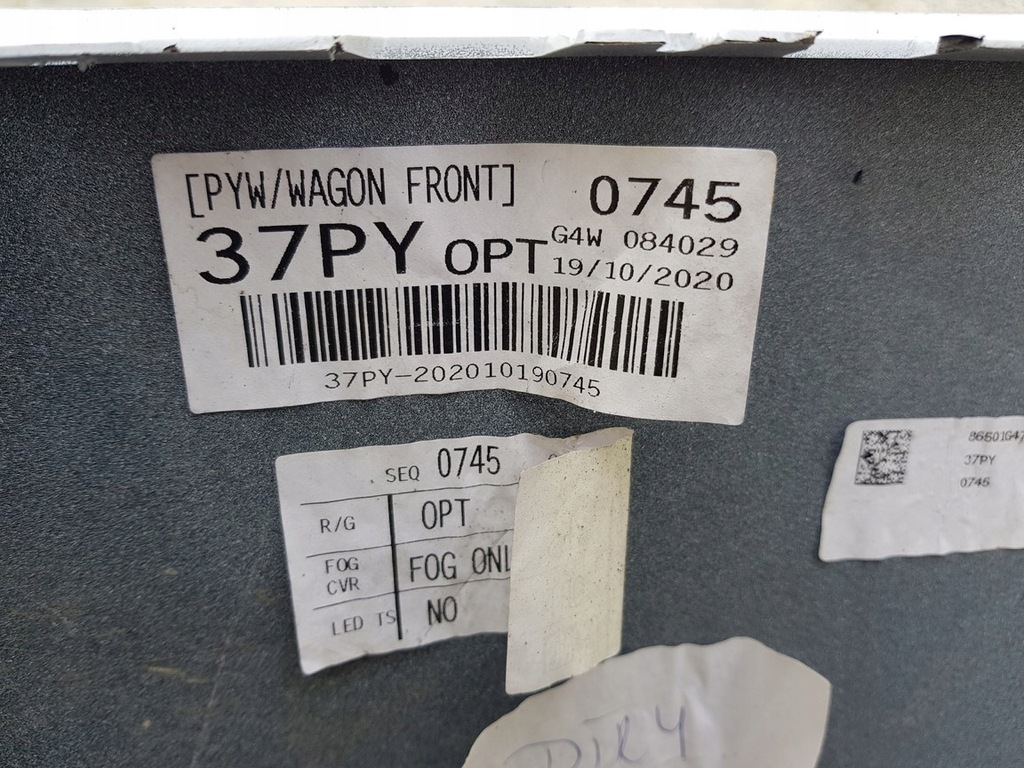 [PYW/WAGON FRONT] 0745
37PY OPT G4W 084029
19/10/2020
37PY-202010190745
SEQ 0745
R/G OPT
FOG CVR FOG ONL
LED TS NO
86501G47
37PY
0745